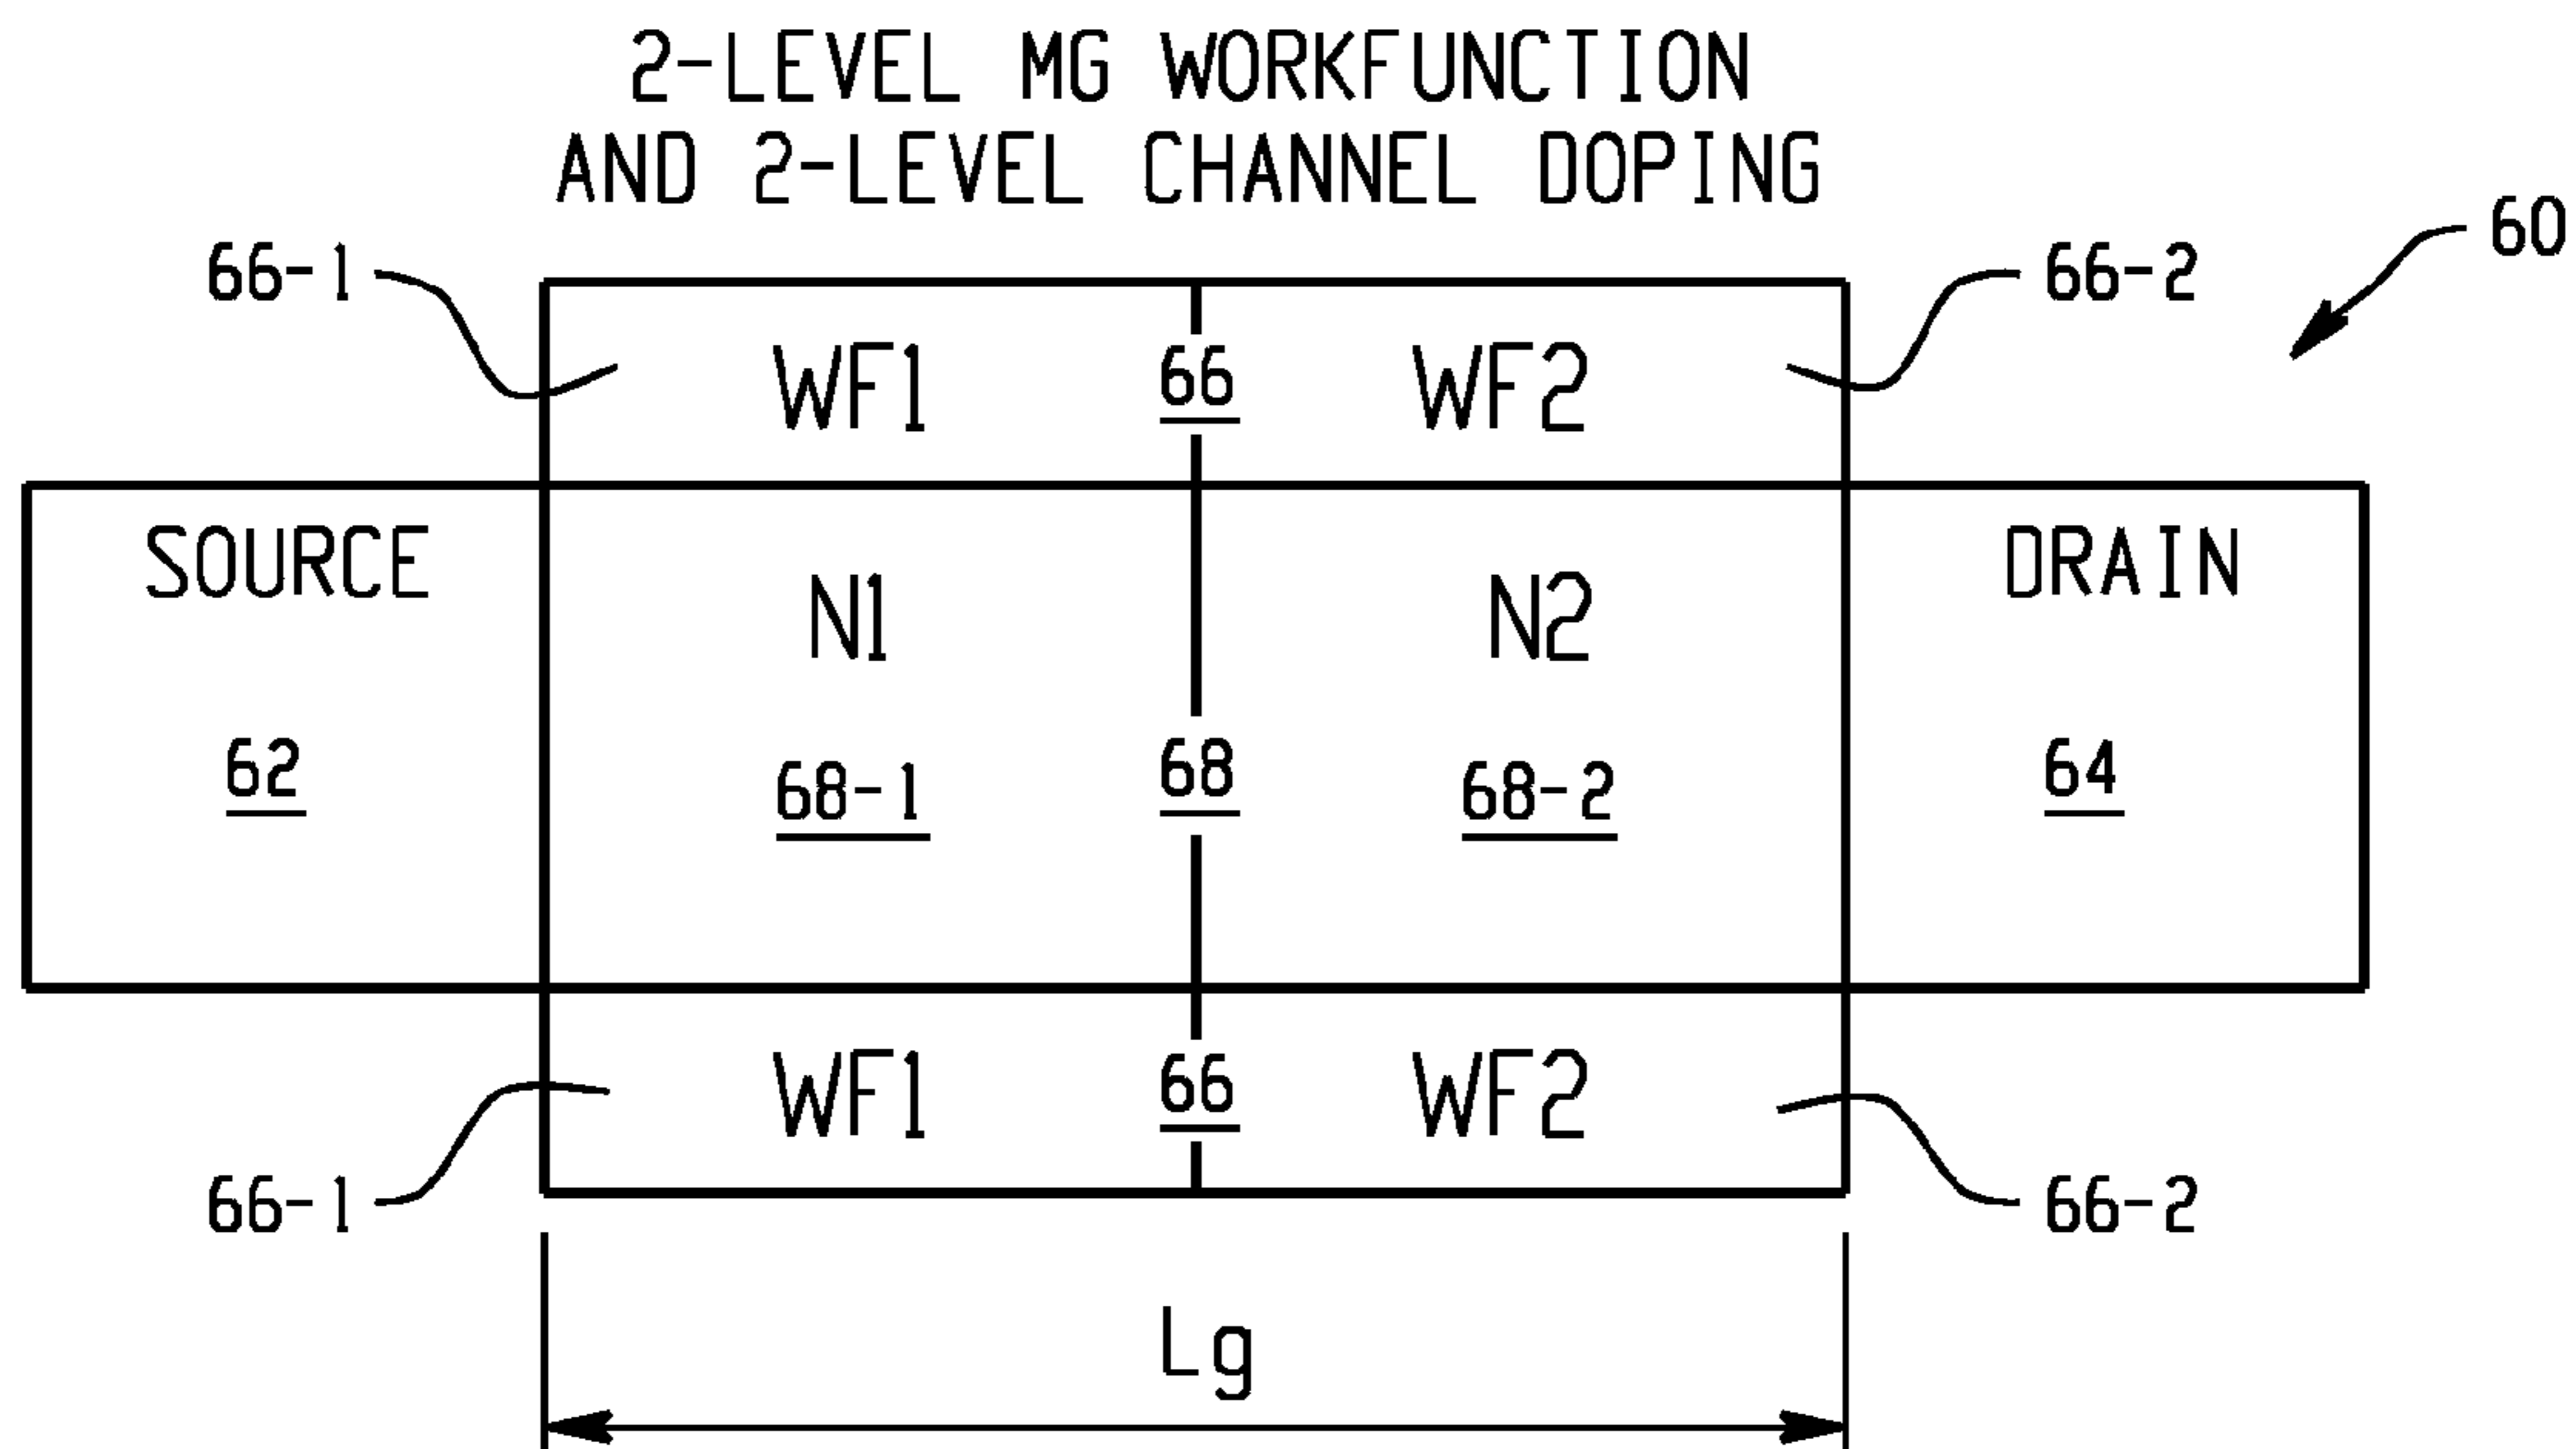 2-LEVEL MG WORKFUNCTION
AND 2-LEVEL CHANNEL DOPING
60
66-1
66-2
WF1 66 WF2
SOURCE N1 N2 DRAIN
62 68-1 68 68-2 64
WF1 66 WF2
66-1
66-2
Lg